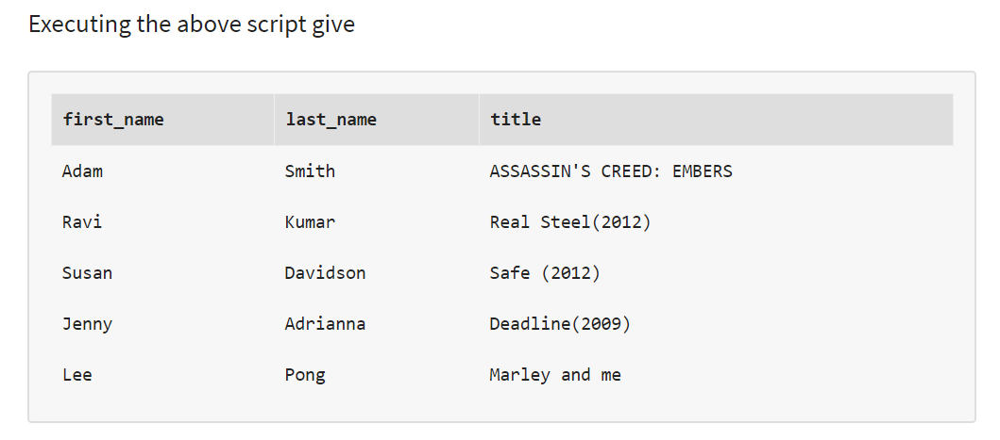 Executing the above script give
first_name last_name title
Adam Smith ASSASSIN'S CREED: EMBERS
Ravi Kumar Real Steel(2012)
Susan Davidson Safe (2012)
Jenny Adrianna Deadline(2009)
Lee Pong Marley and me